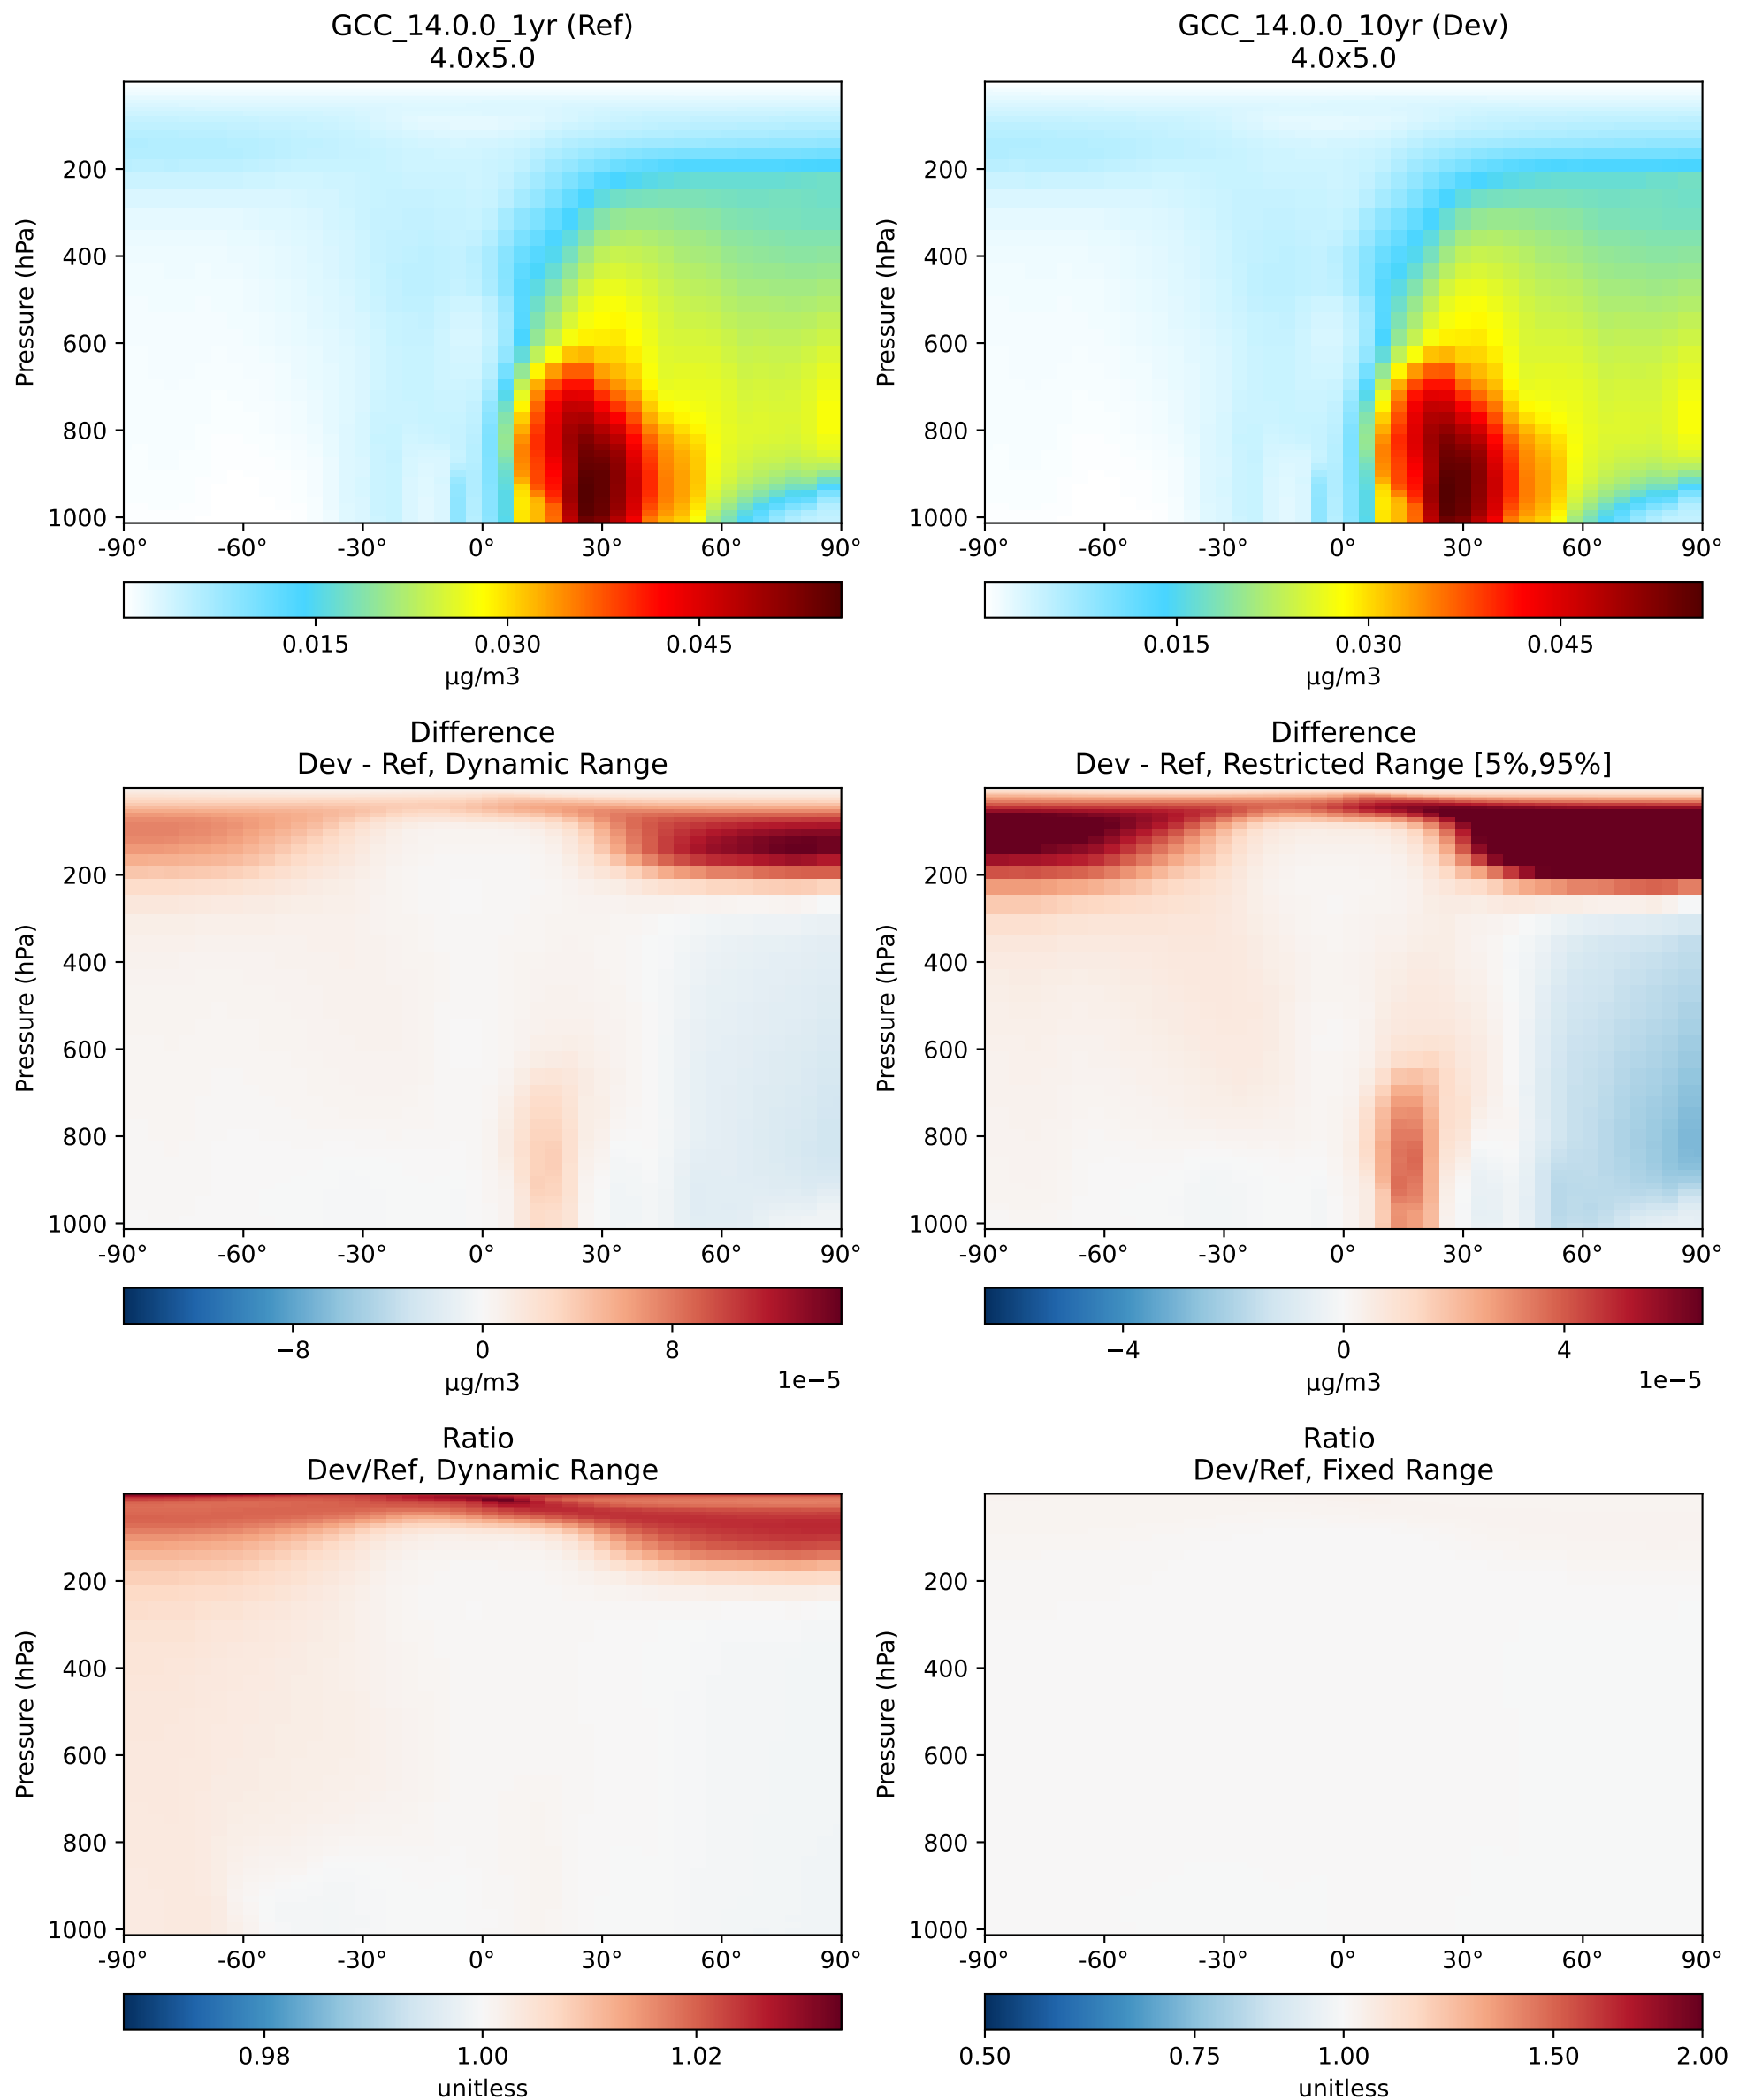 GCC_14.0.0_1yr (Ref)
4.0x5.0
Pressure (hPa)
200
400
600
800
1000
-90° -60° -30° 0° 30° 60° 90°
0.015 0.030 0.045
μg/m3
GCC_14.0.0_10yr (Dev)
4.0x5.0
Pressure (hPa)
200
400
600
800
1000
-90° -60° -30° 0° 30° 60° 90°
0.015 0.030 0.045
μg/m3
Difference
Dev - Ref, Dynamic Range
Pressure (hPa)
200
400
600
800
1000
-90° -60° -30° 0° 30° 60° 90°
−8 0 8
μg/m3 1e−5
Difference
Dev - Ref, Restricted Range [5%,95%]
Pressure (hPa)
200
400
600
800
1000
-90° -60° -30° 0° 30° 60° 90°
−4 0 4
μg/m3 1e−5
Ratio
Dev/Ref, Dynamic Range
Pressure (hPa)
200
400
600
800
1000
-90° -60° -30° 0° 30° 60° 90°
0.98 1.00 1.02
unitless
Ratio
Dev/Ref, Fixed Range
Pressure (hPa)
200
400
600
800
1000
-90° -60° -30° 0° 30° 60° 90°
0.50 0.75 1.00 1.50 2.00
unitless